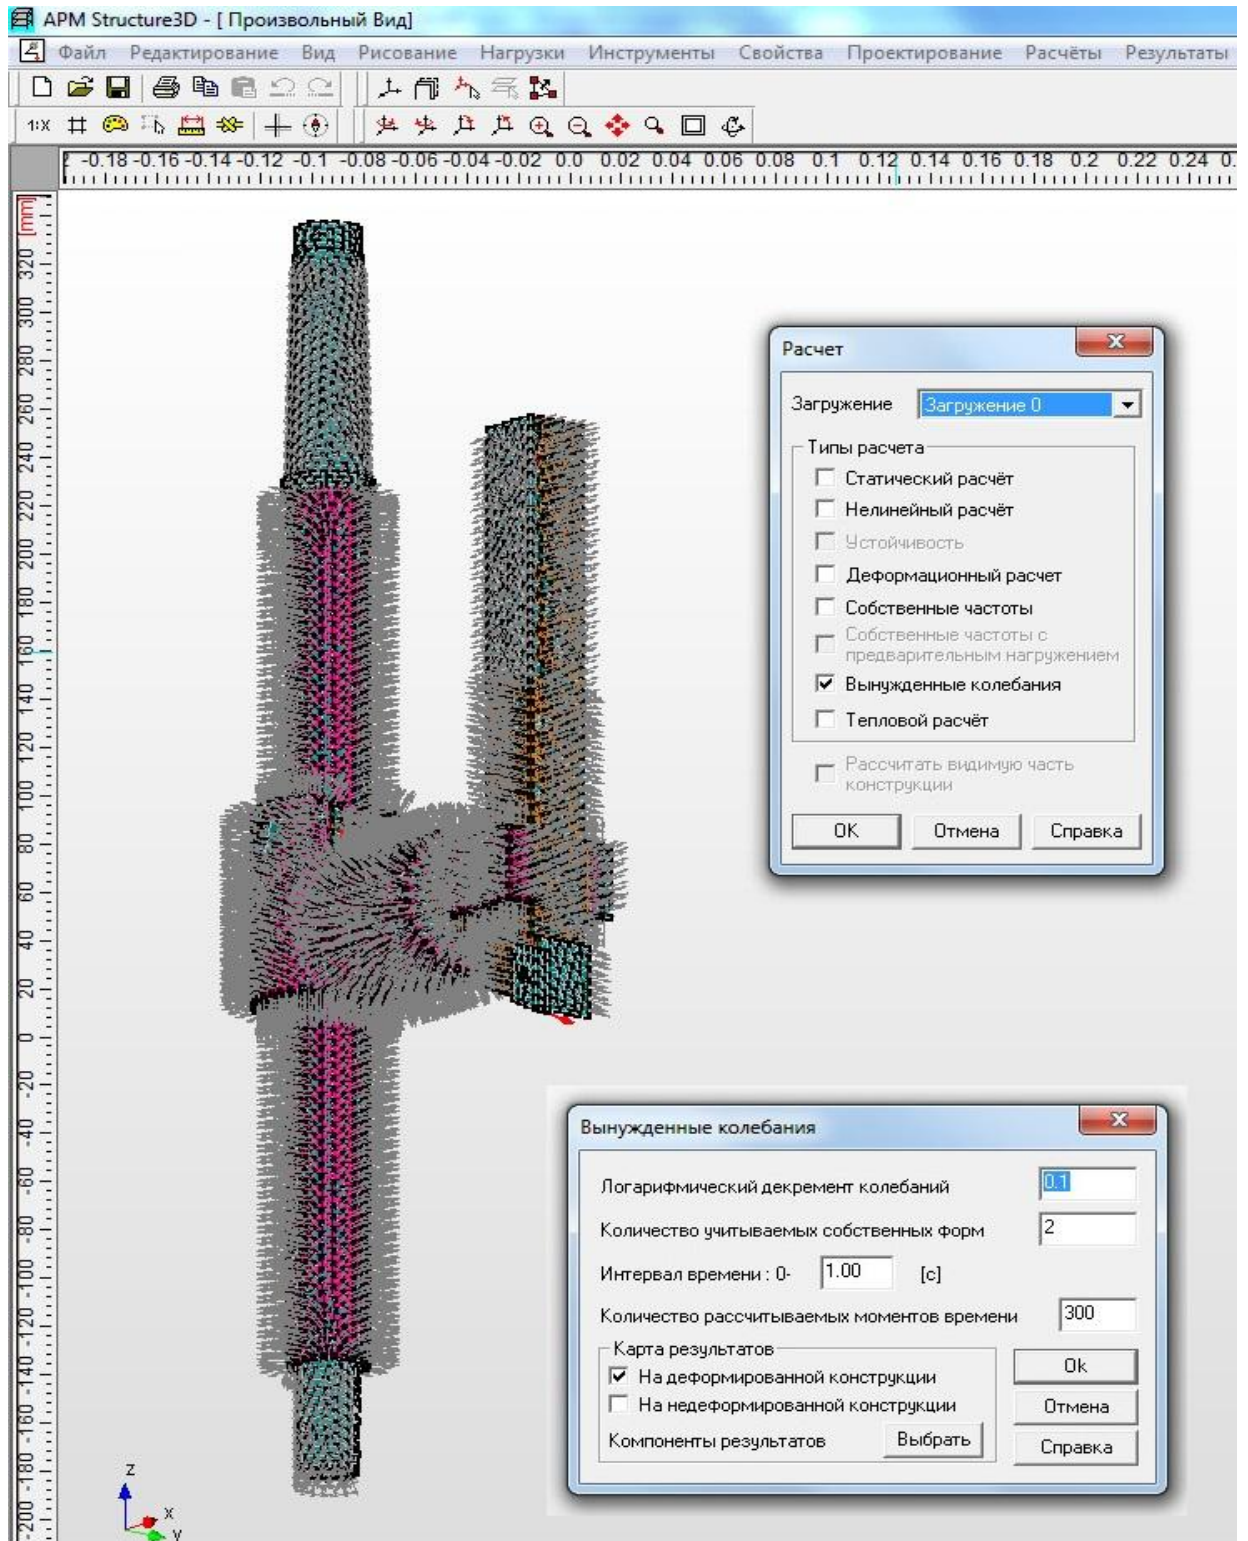 APM Structure3D - [ Произвольный Вид]
Файл Редактирование Вид Рисование Нагрузки Инструменты Свойства Проектирование Расчёты Результаты
1:X
-0.18 -0.16 -0.14 -0.12 -0.1 -0.08 -0.06 -0.04 -0.02 0.0 0.02 0.04 0.06 0.08 0.1 0.12 0.14 0.16 0.18 0.2 0.22 0.24 0.
[mm]
320
300
280
260
240
220
200
180
160
140
120
100
80
60
40
20
0
-20
-40
-60
-80
-100
-120
-140
-160
-180
-200
Расчет
Загружение Загружение 0
Типы расчета
Статический расчёт
Нелинейный расчёт
Устойчивость
Деформационный расчет
Собственные частоты
Собственные частоты с
предварительным нагружением
Вынужденные колебания
Тепловой расчёт
Рассчитать видимую часть
конструкции
OK Отмена Справка
Вынужденные колебания
Логарифмический декремент колебаний 0.1
Количество учитываемых собственных форм 2
Интервал времени : 0- 1.00 [с]
Количество рассчитываемых моментов времени 300
Карта результатов
На деформированной конструкции
На недеформированной конструкции
Компоненты результатов Выбрать
Ok
Отмена
Справка
Z
X
Y